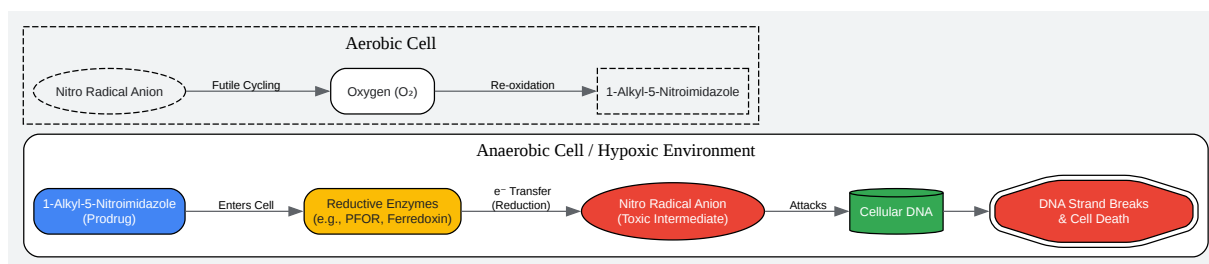 Aerobic Cell
Nitro Radical Anion
Futile Cycling
Oxygen (O₂)
Re-oxidation
1-Alkyl-5-Nitroimidazole
Anaerobic Cell / Hypoxic Environment
1-Alkyl-5-Nitroimidazole
(Prodrug)
Enters Cell
Reductive Enzymes
(e.g., PFOR, Ferredoxin)
e⁻ Transfer
(Reduction)
Nitro Radical Anion
(Toxic Intermediate)
Attacks
Cellular DNA
DNA Strand Breaks
& Cell Death